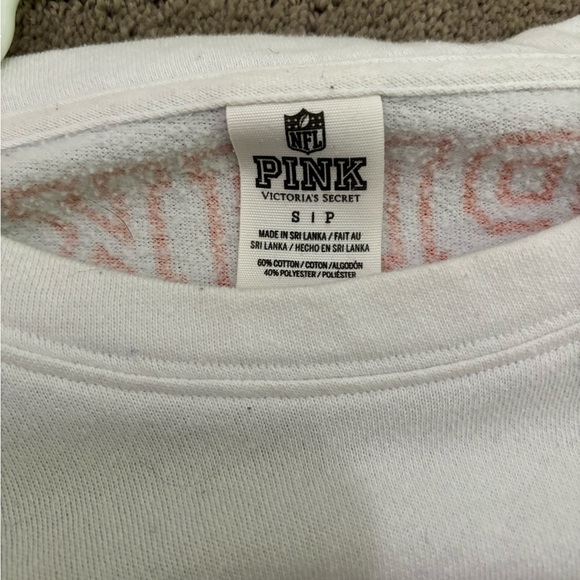 NFL
PINK
VICTORIA'S SECRET
S | P
MADE IN SRI LANKA / FAIT AU
SRI LANKA / HECHO EN SRI LANKA
60% COTTON / COTON / ALGODÓN
40% POLYESTER / POLIÉSTER